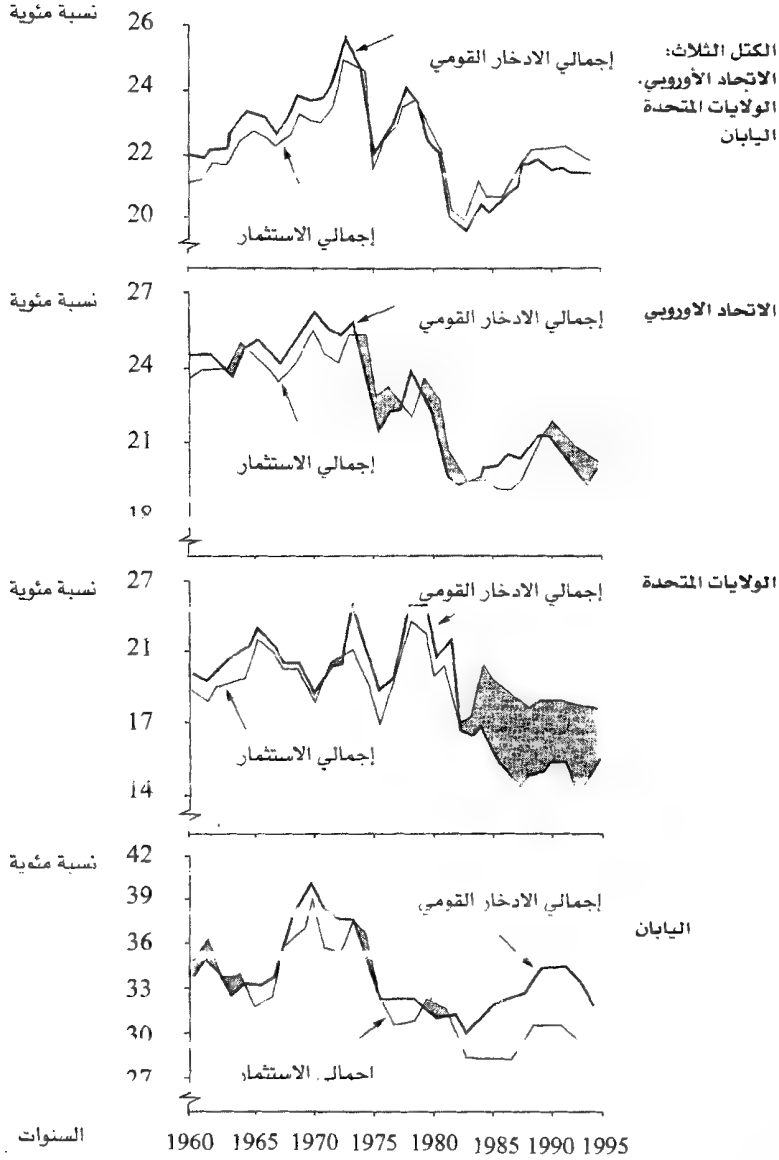 نسبة مئوية
26
24
22
20
إجمالي الادخار القومي
إجمالي الاستثمار
الكتل الثلاث:
الاتحاد الأوروبي.
الولايات المتحدة
اليابان
نسبة مئوية
27
24
21
18
إجمالي الادخار القومي
إجمالي الاستثمار
الاتحاد الاوروبي
نسبة مئوية
27
21
17
14
إجمالي الادخار القومي
إجمالي الاستثمار
الولايات المتحدة
نسبة مئوية
42
39
36
33
30
27
إجمالي الادخار القومي
إجمالي الاستثمار
اليابان
السنوات
1960 1965 1970 1975 1980 1985 1990 1995